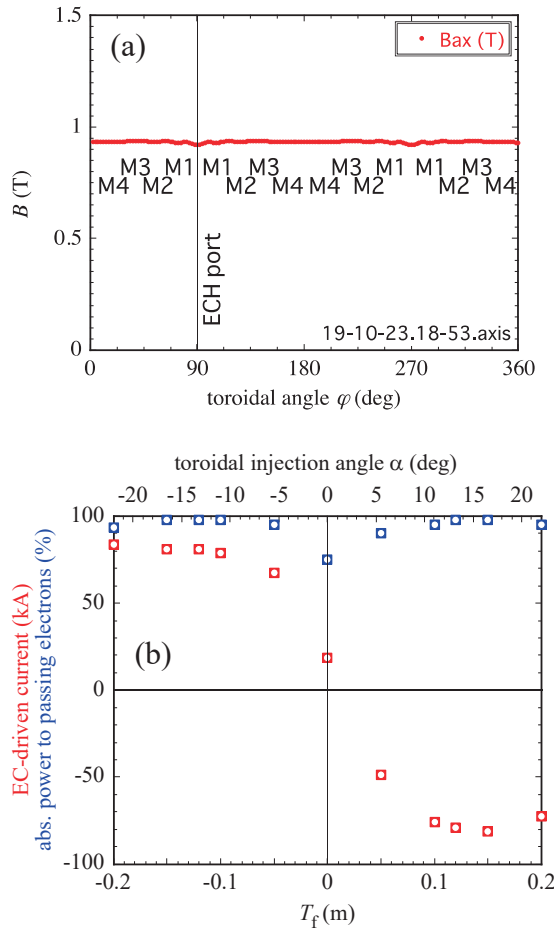 1.5
(a)
Bax (T)
1
M3 M1 M1 M3 M3 M1 M1 M3
M4 M2 M2 M4 M4 M2 M2 M4
B (T)
0.5
ECH port
19-10-23.18-53.axis
0
0 90 180 270 360
toroidal angle φ (deg)
toroidal injection angle α (deg)
-20 -15 -10 -5 0 5 10 15 20
100
50
(b)
0
-50
-100
EC-driven current (kA)
abs. power to passing electrons (%)
-0.2 -0.1 0 0.1 0.2
Tf (m)